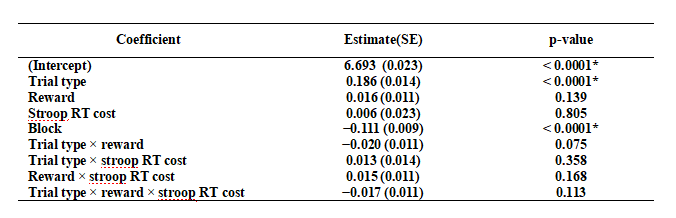 Coefficient Estimate(SE) p-value
(Intercept) 6.693 (0.023) < 0.0001*
Trial type 0.186 (0.014) < 0.0001*
Reward 0.016 (0.011) 0.139
Stroop RT cost 0.006 (0.023) 0.805
Block −0.111 (0.009) < 0.0001*
Trial type × reward −0.020 (0.011) 0.075
Trial type × stroop RT cost 0.013 (0.014) 0.358
Reward × stroop RT cost 0.015 (0.011) 0.168
Trial type × reward × stroop RT cost −0.017 (0.011) 0.113